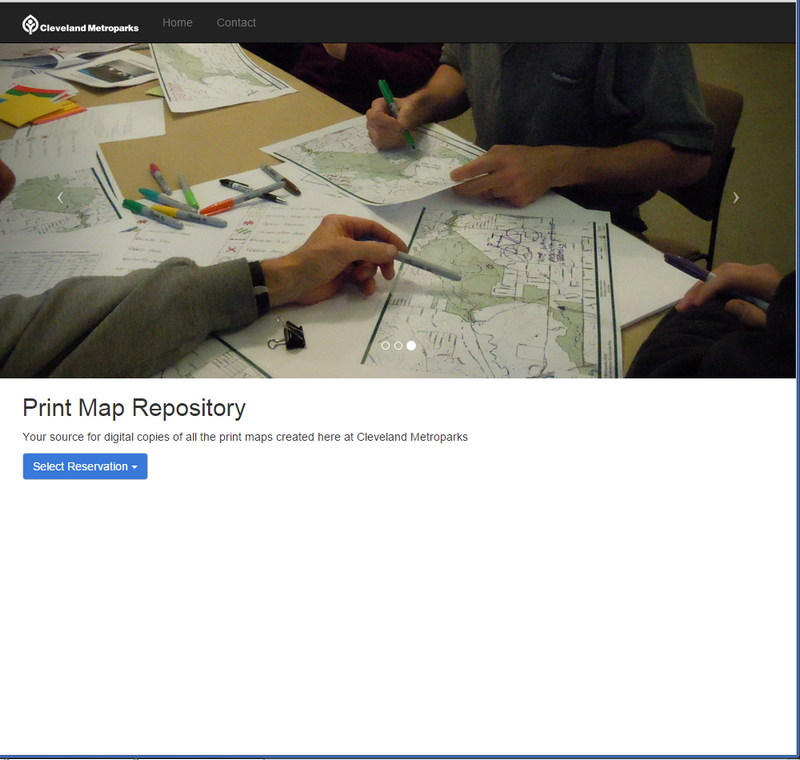 Cleveland Metroparks Home Contact
Print Map Repository
Your source for digital copies of all the print maps created here at Cleveland Metroparks
Select Reservation